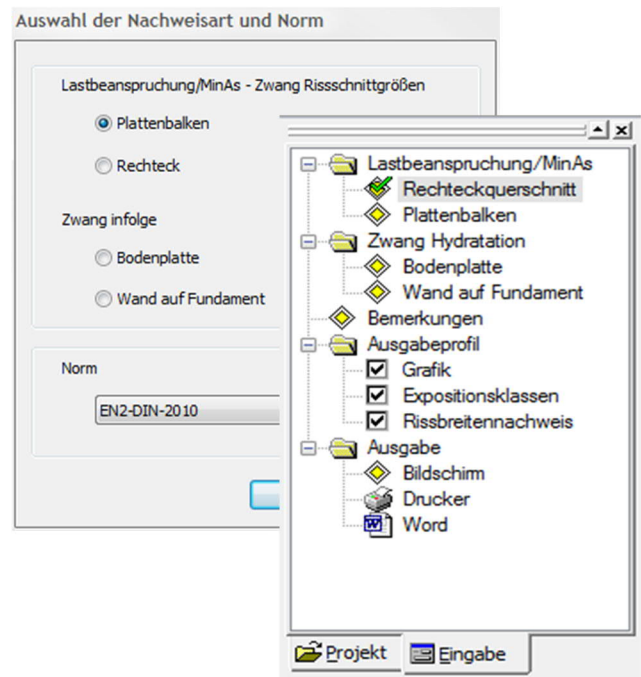 Auswahl der Nachweisart und Norm
Lastbeanspruchung/MinAs - Zwang Rissschnittgrößen
Plattenbalken
Rechteck
Zwang infolge
Bodenplatte
Wand auf Fundament
Norm
EN2-DIN-2010
Lastbeanspruchung/MinAs
Rechteckquerschnitt
Plattenbalken
Zwang Hydratation
Bodenplatte
Wand auf Fundament
Bemerkungen
Ausgabeprofil
Grafik
Expositionsklassen
Rissbreitennachweis
Ausgabe
Bildschirm
Drucker
Word
Projekt
Eingabe